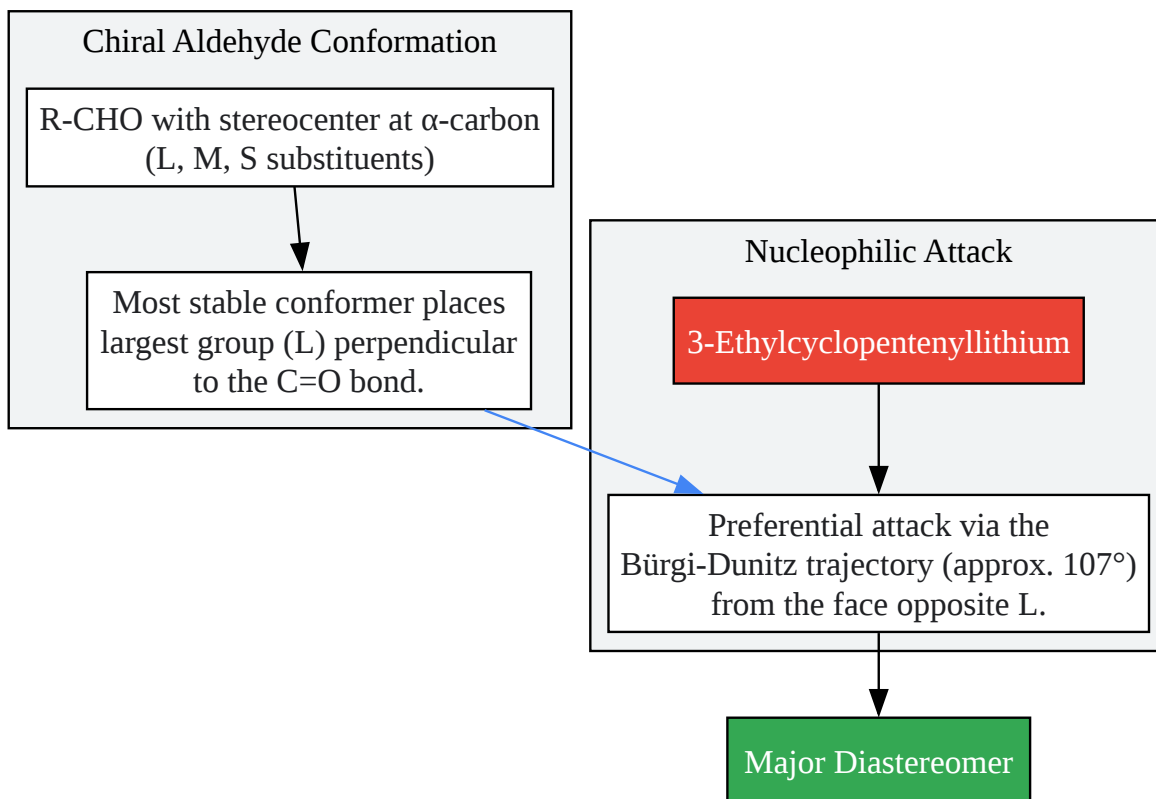 Chiral Aldehyde Conformation
R-CHO with stereocenter at α-carbon
(L, M, S substituents)
Most stable conformer places
largest group (L) perpendicular
to the C=O bond.
Nucleophilic Attack
3-Ethylcyclopentenyllithium
Preferential attack via the
Bürgi-Dunitz trajectory (approx. 107°)
from the face opposite L.
Major Diastereomer